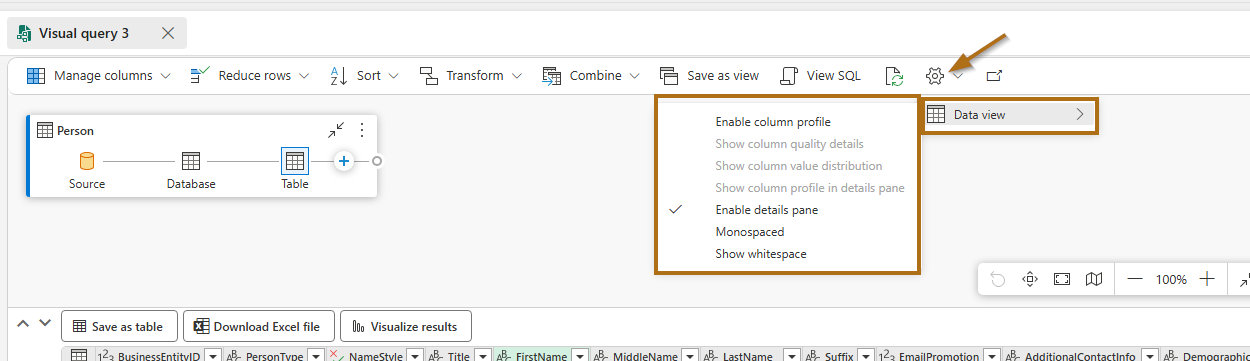 Visual query 3
Manage columns Reduce rows Sort Transform Combine Save as view View SQL
Data view
Enable column profile
Show column quality details
Show column value distribution
Show column profile in details pane
Enable details pane
Monospaced
Show whitespace
Person
Source Database Table
100%
Save as table Download Excel file Visualize results
BusinessEntityID PersonType NameStyle Title FirstName MiddleName LastName Suffix EmailPromotion AdditionalContactInfo Demographic